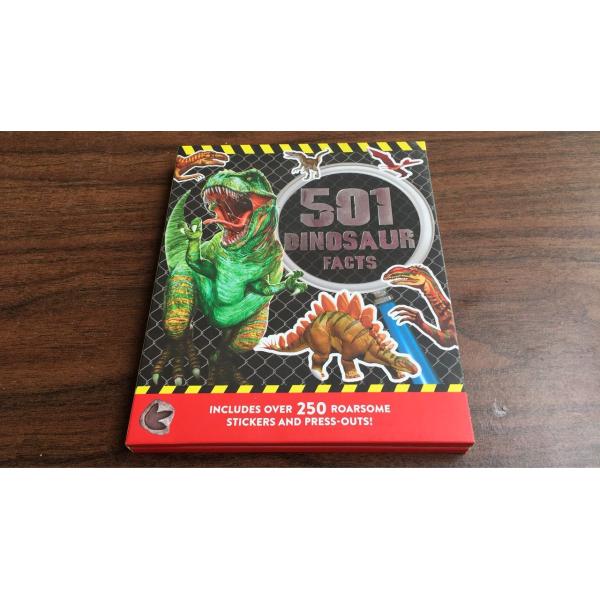 501
DINOSAUR
FACTS
INCLUDES OVER 250 ROARSOME
STICKERS AND PRESS-OUTS!